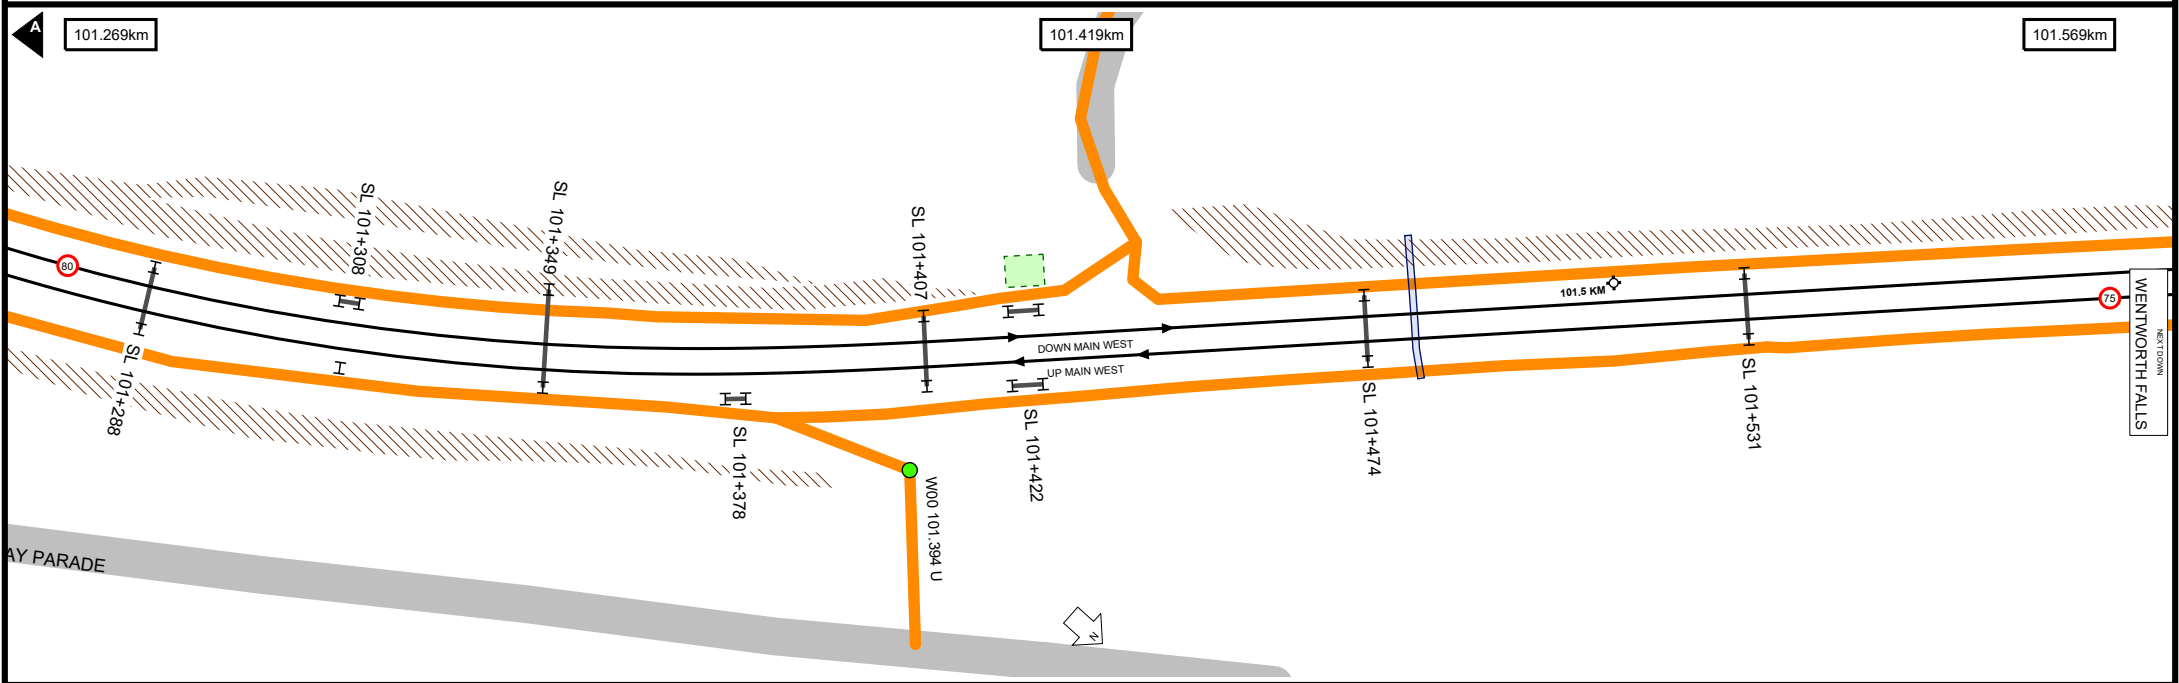 A
101.269km
101.419km
101.569km
SL 101+308
SL 101+349
SL 101+407
80
101.5 KM
75
DOWN MAIN WEST
UP MAIN WEST
NEXT DOWN
WENTWORTH FALLS
SL 101+288
SL 101+378
SL 101+422
SL 101+474
SL 101+531
W00 101.394 U
AY PARADE
N